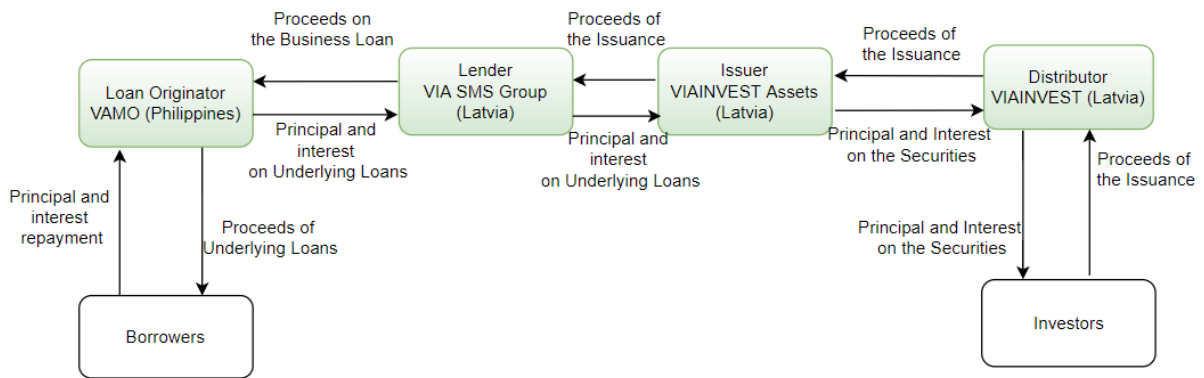 Proceeds on
the Business Loan
Proceeds of
the Issuance
Proceeds of
the Issuance
Loan Originator
VAMO (Philippines)
Lender
VIA SMS Group
(Latvia)
Issuer
VIAINVEST Assets
(Latvia)
Distributor
VIAINVEST (Latvia)
Principal and
interest
on Underlying Loans
Principal and
interest
on Underlying Loans
Principal and Interest
on the Securities
Proceeds of
the Issuance
Principal and
interest
repayment
Proceeds of
Underlying Loans
Principal and Interest
on the Securities
Borrowers
Investors